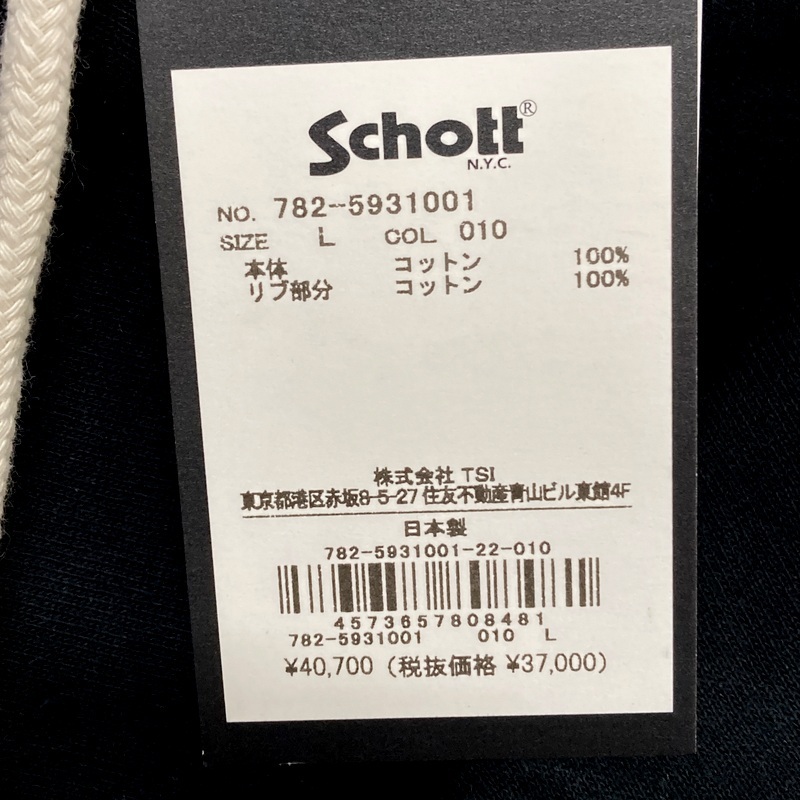 Schott®
N.Y.C.
NO. 782-5931001
SIZE L COL 010
本体 コットン 100%
リブ部分 コットン 100%
株式会社 TSI
東京都港区赤坂8-5-27 住友不動産青山ビル東館4F
日本製
782-5931001-22-010
4573657808481
782-5931001 010 L
¥40,700 (税抜価格 ¥37,000)